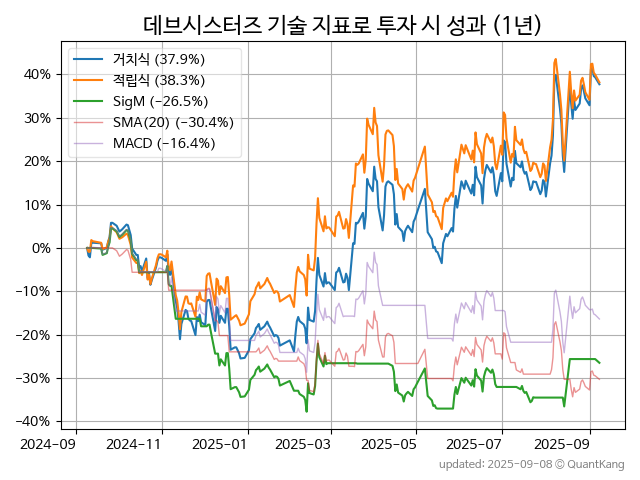 데브시스터즈 기술 지표로 투자 시 성과 (1년)
거치식 (37.9%)
적립식 (38.3%)
SigM (−26.5%)
SMA(20) (−30.4%)
MACD (−16.4%)
40%
30%
20%
10%
0%
−10%
−20%
−30%
−40%
2024-09
2024-11
2025-01
2025-03
2025-05
2025-07
2025-09
updated: 2025-09-08 © QuantKang